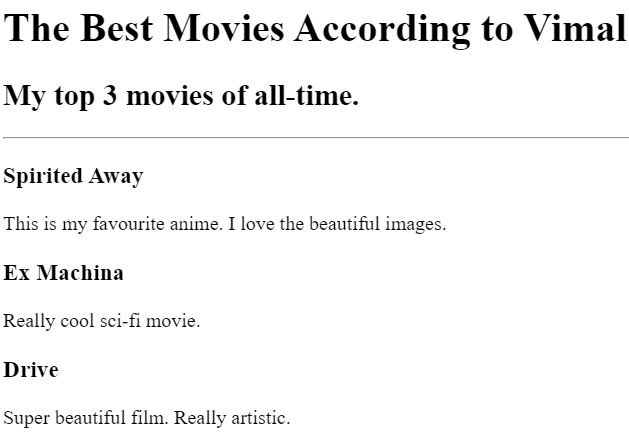 The Best Movies According to Vimal
My top 3 movies of all-time.
Spirited Away
This is my favourite anime. I love the beautiful images.
Ex Machina
Really cool sci-fi movie.
Drive
Super beautiful film. Really artistic.